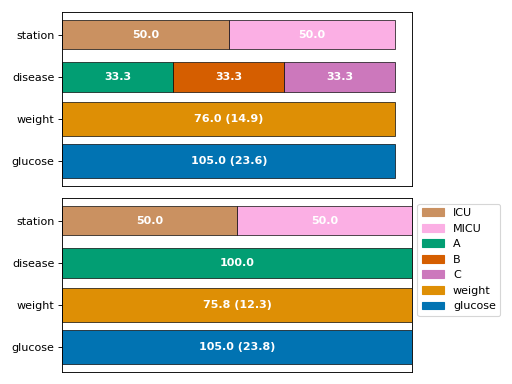 station 50.0 50.0
disease 33.3 33.3 33.3
weight 76.0 (14.9)
glucose 105.0 (23.6)
station 50.0 50.0
disease 100.0
weight 75.8 (12.3)
glucose 105.0 (23.8)
ICU
MICU
A
B
C
weight
glucose